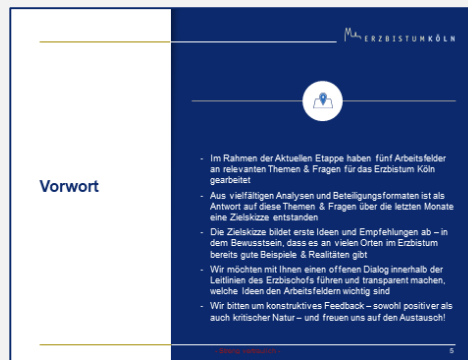 ERZBISTUMKÖLN
Vorwort
- Im Rahmen der Aktuellen Etappe haben fünf Arbeitsfelder
an relevanten Themen & Fragen für das Erzbistum Köln
gearbeitet
- Aus vielfältigen Analysen und Beteiligungsformaten ist als
Antwort auf diese Themen & Fragen über die letzten Monate
eine Zielskizze entstanden
- Die Zielskizze bildet erste Ideen und Empfehlungen ab – in
dem Bewusstsein, dass es an vielen Orten im Erzbistum
bereits gute Beispiele & Realitäten gibt
- Wir möchten mit Ihnen einen offenen Dialog innerhalb der
Leitlinien des Erzbischofs führen und transparent machen,
welche Ideen den Arbeitsfeldern wichtig sind
- Wir bitten um konstruktives Feedback – sowohl positiver als
auch kritischer Natur – und freuen uns auf den Austausch!
- Streng vertraulich -
5